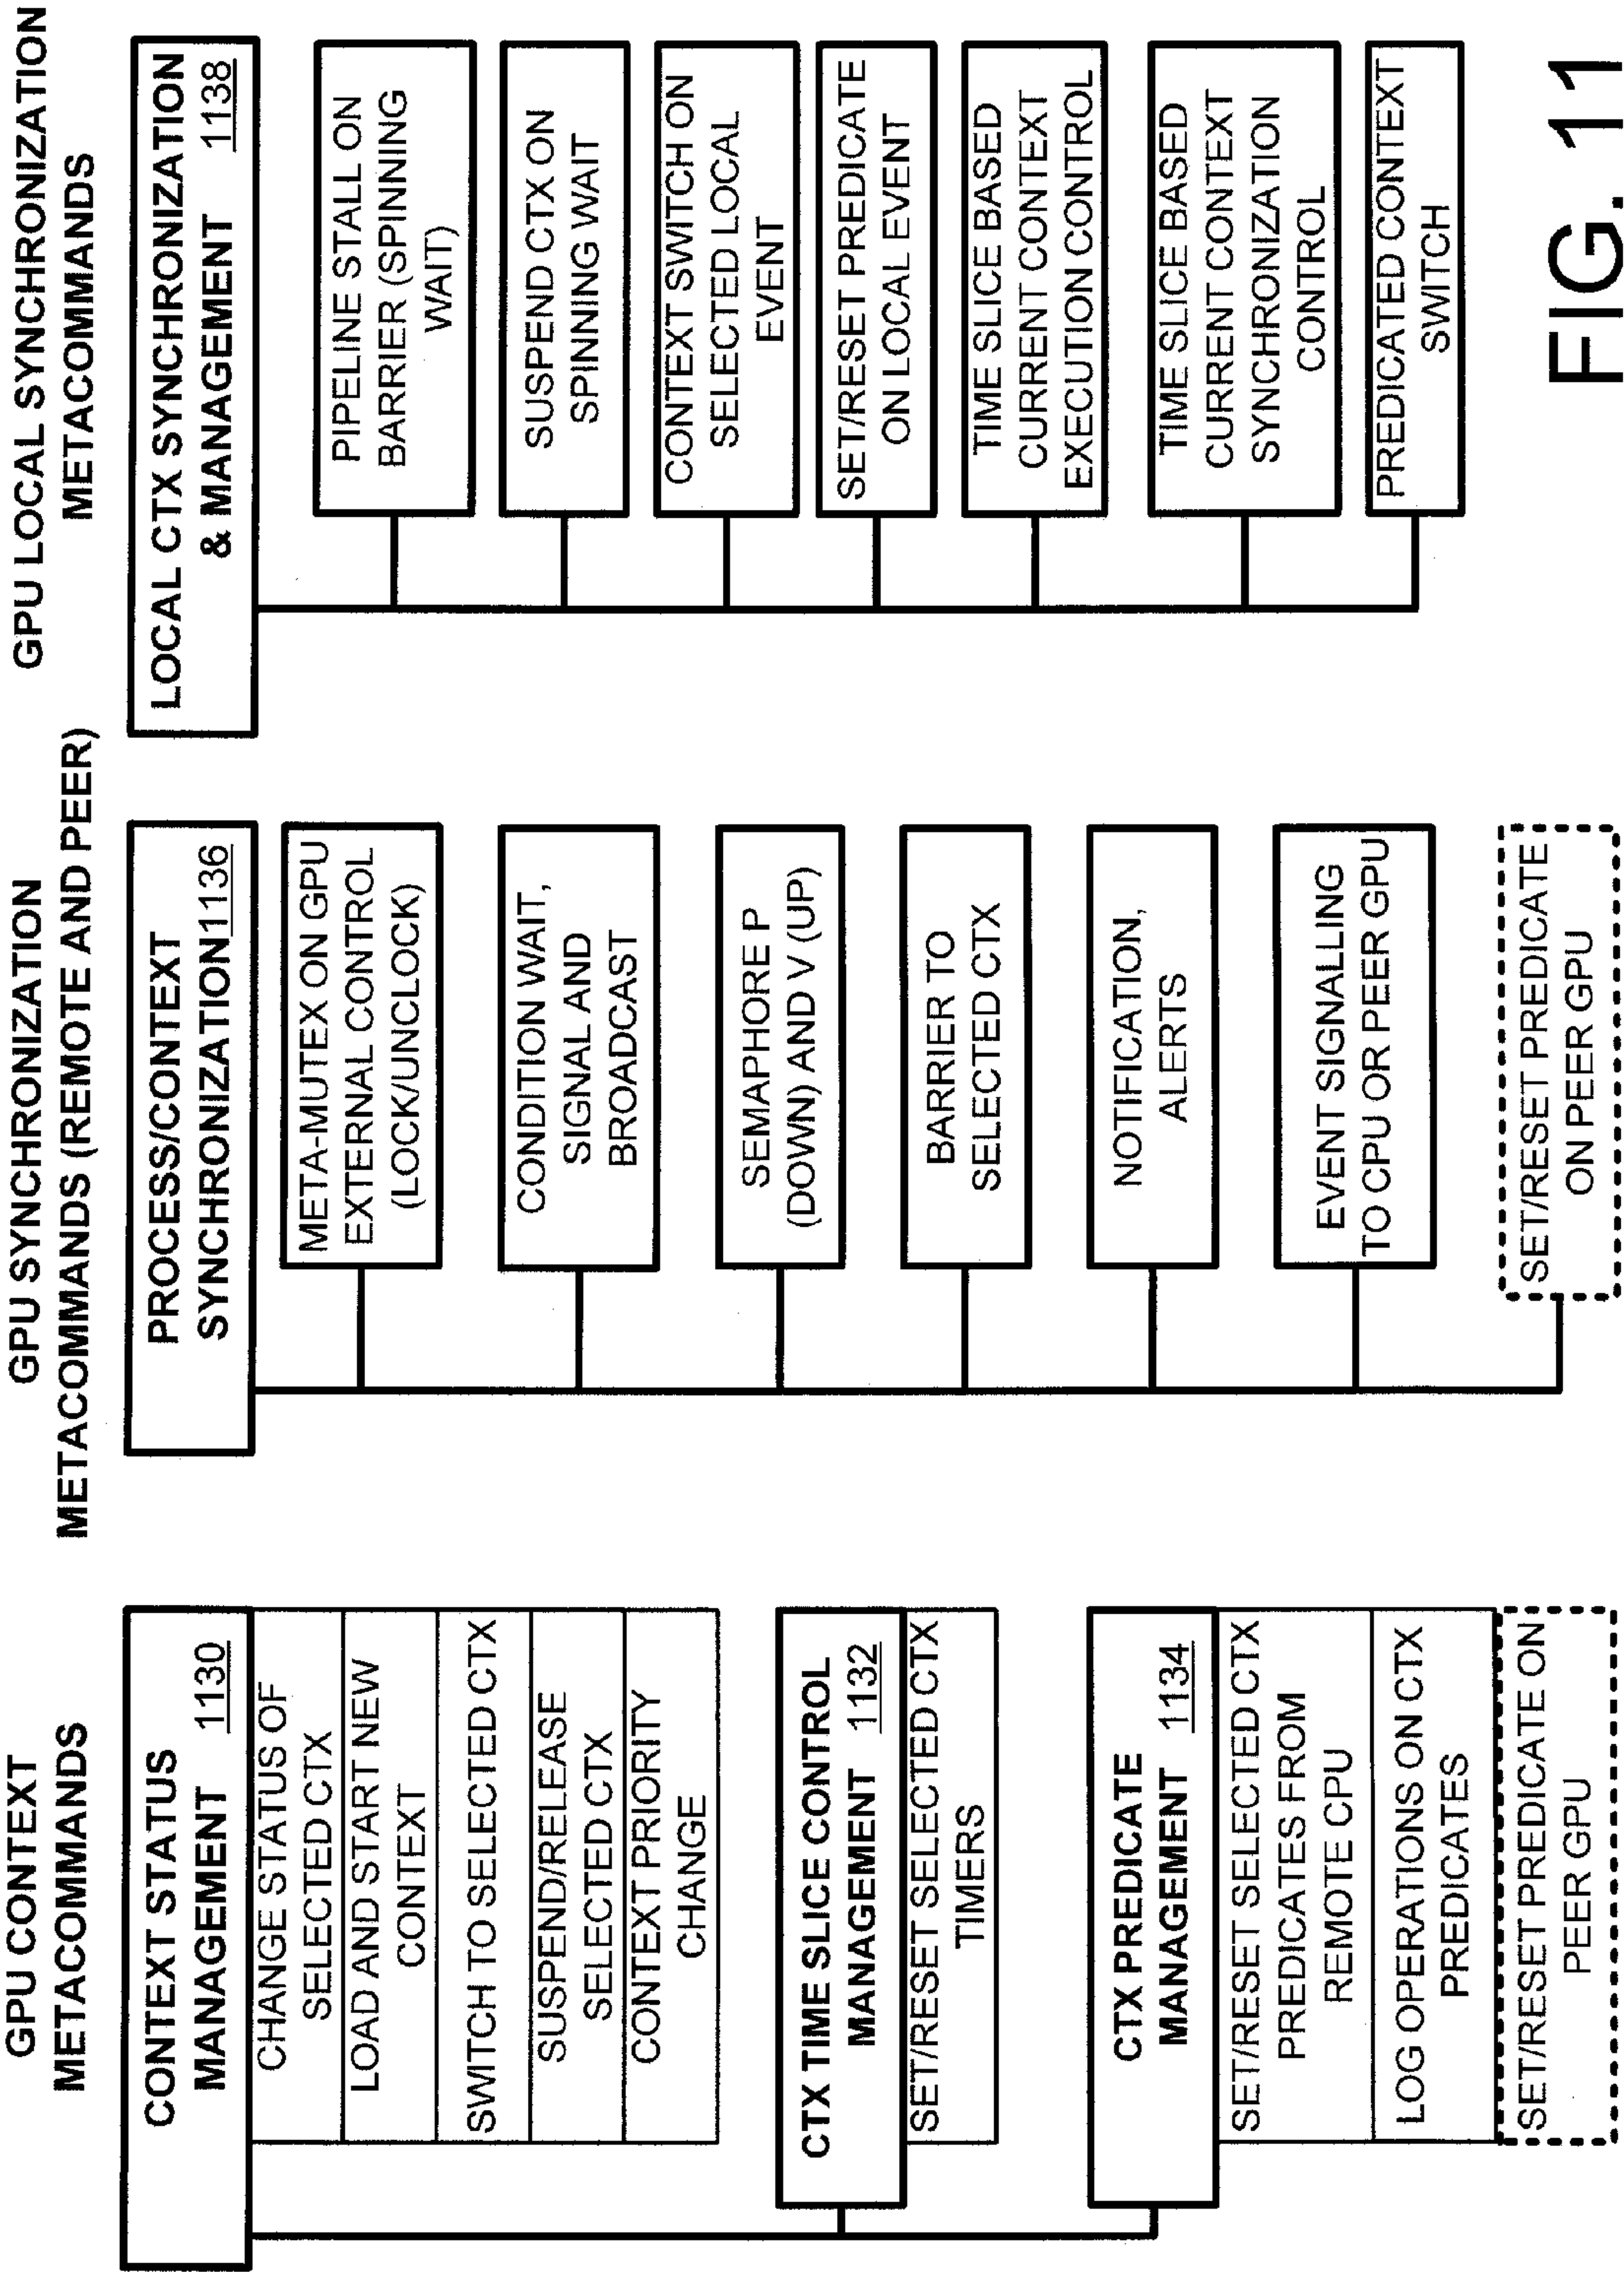 GPU CONTEXT
METACOMMANDS
CONTEXT STATUS
MANAGEMENT 1130
CHANGE STATUS OF
SELECTED CTX
LOAD AND START NEW
CONTEXT
SWITCH TO SELECTED CTX
SUSPEND/RELEASE
SELECTED CTX
CONTEXT PRIORITY
CHANGE
CTX TIME SLICE CONTROL
MANAGEMENT 1132
SET/RESET SELECTED CTX
TIMERS
CTX PREDICATE
MANAGEMENT 1134
SET/RESET SELECTED CTX
PREDICATES FROM
REMOTE CPU
LOG OPERATIONS ON CTX
PREDICATES
SET/RESET PREDICATE ON
PEER GPU
GPU SYNCHRONIZATION
METACOMMANDS (REMOTE AND PEER)
PROCESS/CONTEXT
SYNCHRONIZATION 1136
META-MUTEX ON GPU
EXTERNAL CONTROL
(LOCK/UNCLOCK)
CONDITION WAIT,
SIGNAL AND
BROADCAST
SEMAPHORE P
(DOWN) AND V (UP)
BARRIER TO
SELECTED CTX
NOTIFICATION,
ALERTS
EVENT SIGNALLING
TO CPU OR PEER GPU
SET/RESET PREDICATE
ON PEER GPU
GPU LOCAL SYNCHRONIZATION
METACOMMANDS
LOCAL CTX SYNCHRONIZATION
& MANAGEMENT 1138
PIPELINE STALL ON
BARRIER (SPINNING
WAIT)
SUSPEND CTX ON
SPINNING WAIT
CONTEXT SWITCH ON
SELECTED LOCAL
EVENT
SET/RESET PREDICATE
ON LOCAL EVENT
TIME SLICE BASED
CURRENT CONTEXT
EXECUTION CONTROL
TIME SLICE BASED
CURRENT CONTEXT
SYNCHRONIZATION
CONTROL
PREDICATED CONTEXT
SWITCH
FIG. 11